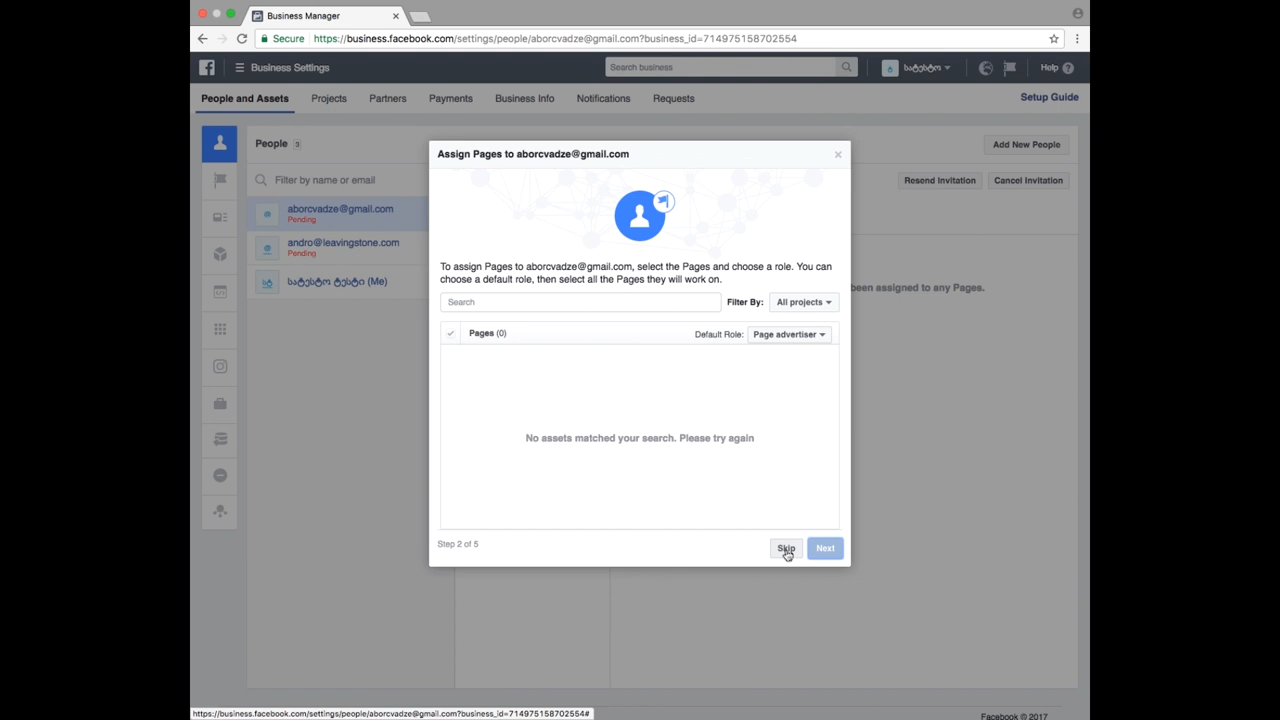 Business Manager
Secure https://business.facebook.com/settings/people/aborcvadze@gmail.com?business_id=714975158702554
Business Settings
Search business
სატესტო
Help
People and Assets Projects Partners Payments Business Info Notifications Requests Setup Guide
People 3
Add New People
Filter by name or email
Resend Invitation Cancel Invitation
aborcvadze@gmail.com
Pending
andro@leavingstone.com
Pending
სატესტო ტესტი (Me)
been assigned to any Pages.
Assign Pages to aborcvadze@gmail.com
To assign Pages to aborcvadze@gmail.com, select the Pages and choose a role. You can
choose a default role, then select all the Pages they will work on.
Search
Filter By: All projects
Pages (0)
Default Role: Page advertiser
No assets matched your search. Please try again
Step 2 of 5
Skip Next
https://business.facebook.com/settings/people/aborcvadze@gmail.com?business_id=714975158702554#
Facebook © 2017